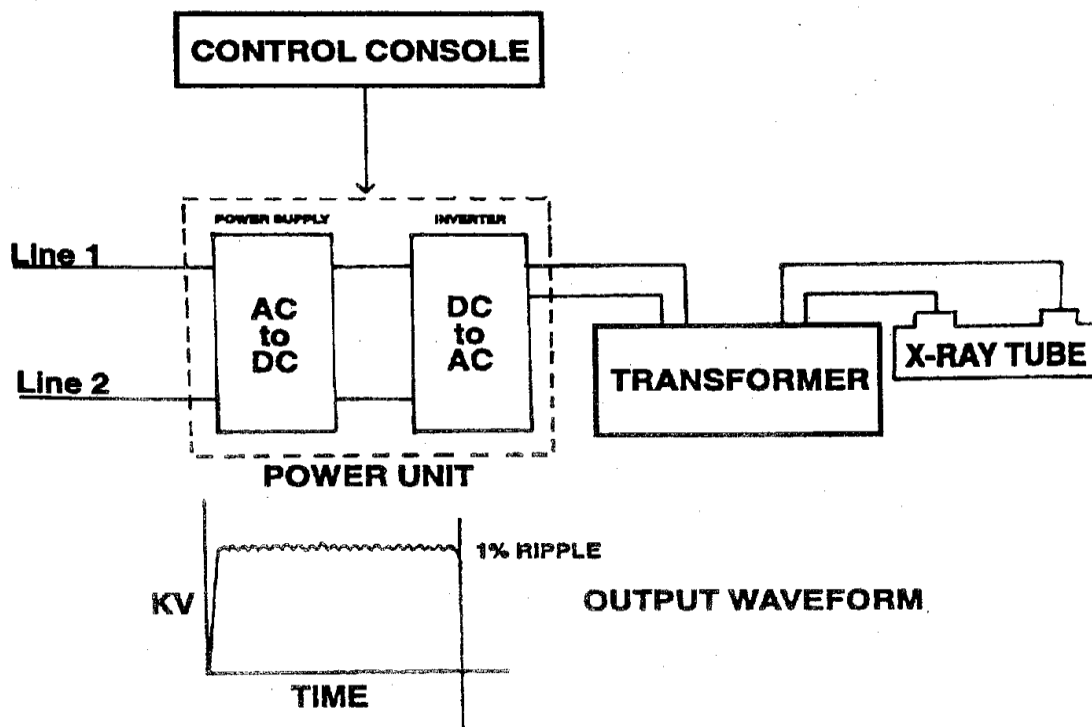 CONTROL CONSOLE
POWER SUPPLY
INVERTER
Line 1
Line 2
AC
to
DC
DC
to
AC
TRANSFORMER
X-RAY TUBE
POWER UNIT
1% RIPPLE
KV
OUTPUT WAVEFORM
TIME